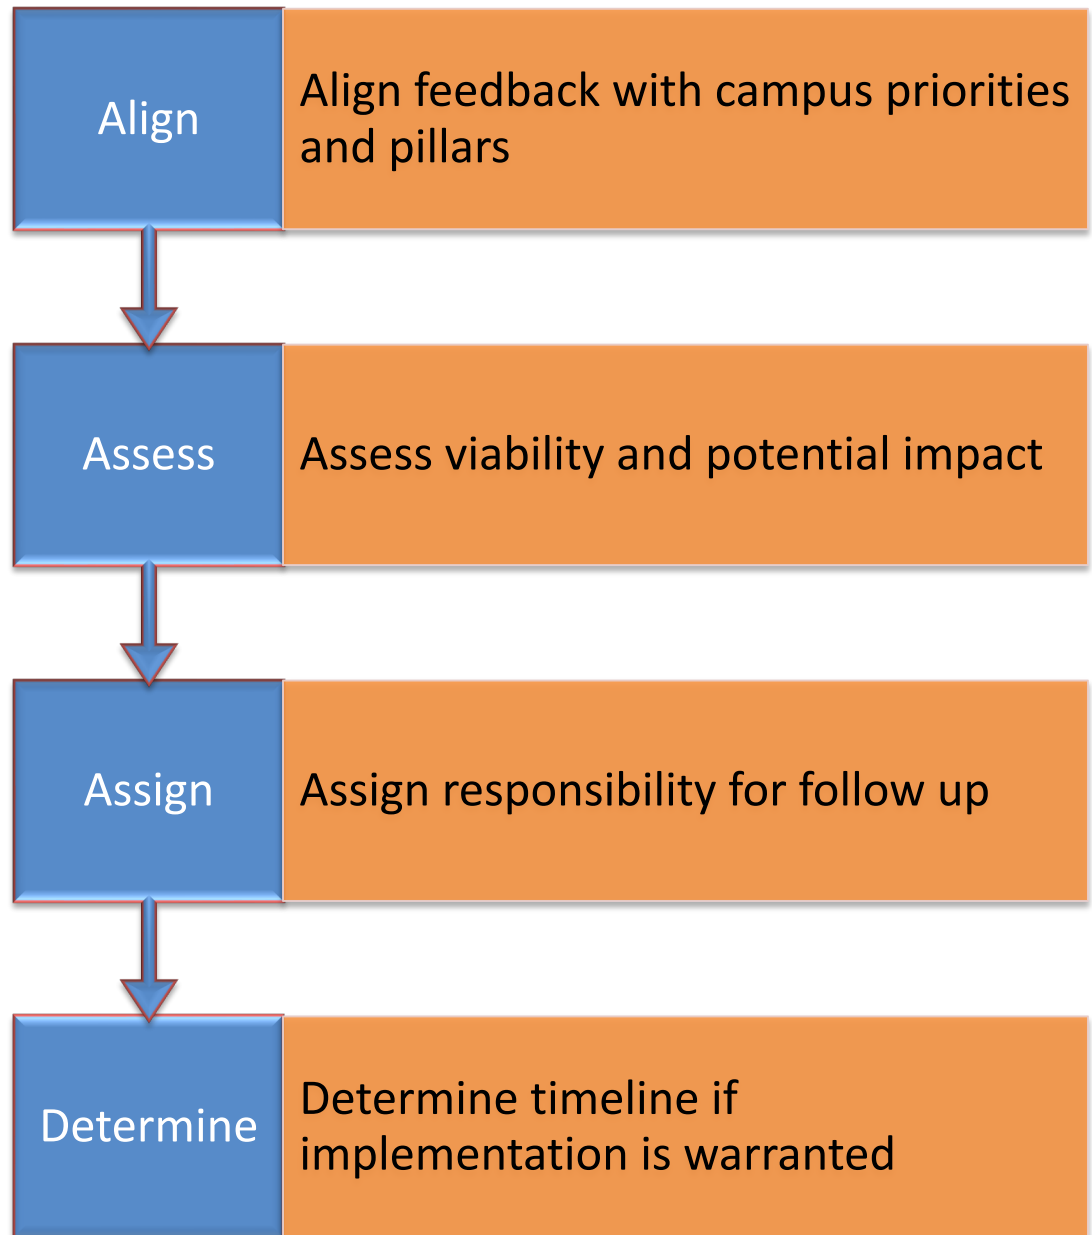 Align
Align feedback with campus priorities
and pillars
Assess
Assess viability and potential impact
Assign
Assign responsibility for follow up
Determine
Determine timeline if
implementation is warranted